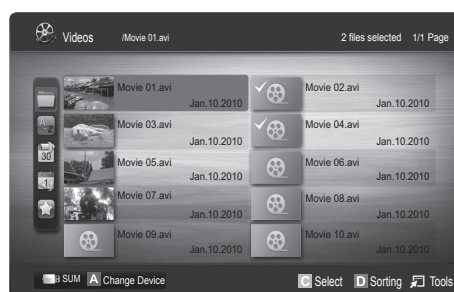 Videos /Movie 01.avi 2 files selected 1/1 Page
Movie 01.avi Movie 02.avi
Jan.10.2010 Jan.10.2010
Movie 03.avi Movie 04.avi
Jan.10.2010 Jan.10.2010
Movie 05.avi Movie 06.avi
Jan.10.2010 Jan.10.2010
Movie 07.avi Movie 08.avi
Jan.10.2010 Jan.10.2010
Movie 09.avi Movie 10.avi
Jan.10.2010 Jan.10.2010
30
1
SUM A Change Device C Select D Sorting Tools